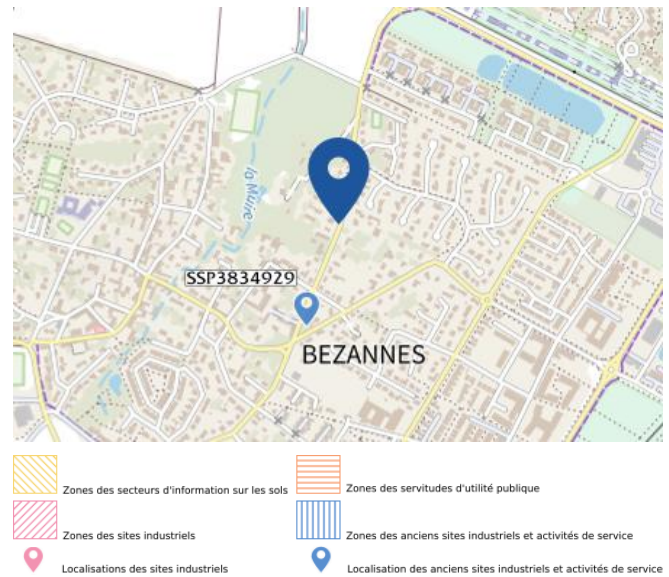 la Muire
SSP3834929
BEZANNES
Zones des secteurs d'information sur les sols
Zones des servitudes d'utilité publique
Zones des sites industriels
Zones des anciens sites industriels et activités de service
Localisations des sites industriels
Localisation des anciens sites industriels et activités de service